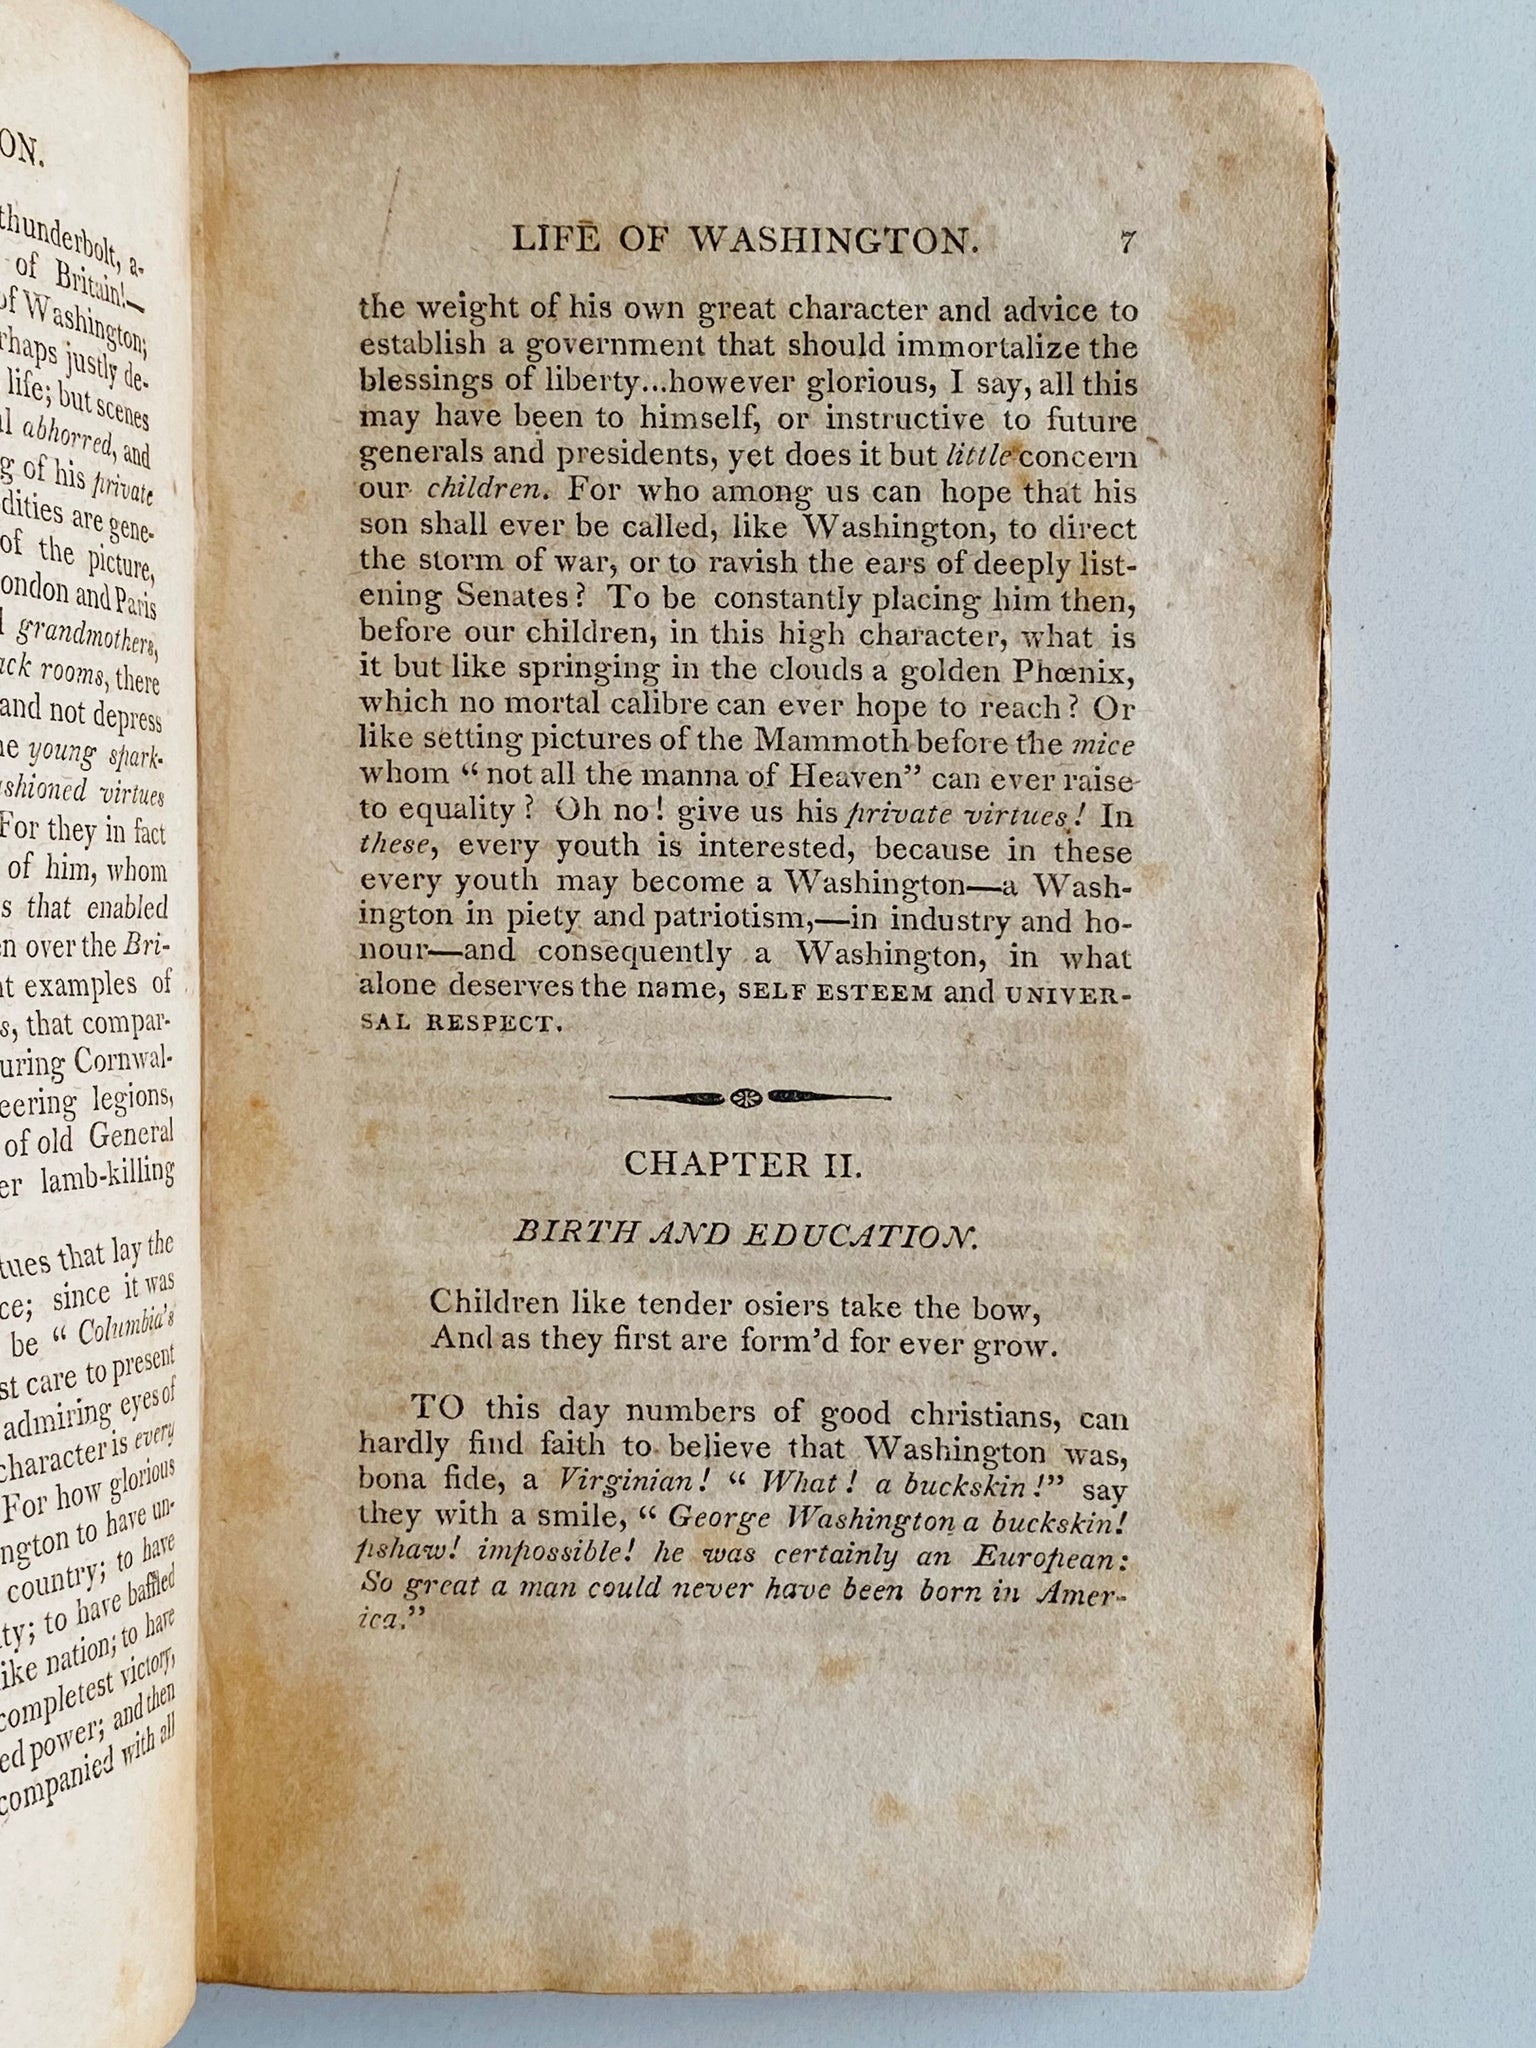 ON.
thunderbolt, a-
of Britain!—
of Washington;
rhaps justly de-
life; but scenes
abhorred, and
g of his private
dities are gene-
of the picture,
ondon and Paris
grandmothers,
ack rooms, there
and not depress
young spark-
shioned virtues
For they in fact
of him, whom
s that enabled
n over the Bri-
examples of
s, that compar-
uring Cornwal-
eering legions,
of old General
er lamb-killing
tues that lay the
ce; since it was
be “ Columbia's
st care to present
admiring eyes of
character is every
For how glorious
ngton to have un-
country; to have
ty; to have baffled
ike nation; to have
completest victory,
ed power; and then
companied with all
LIFE OF WASHINGTON. 7
the weight of his own great character and advice to
establish a government that should immortalize the
blessings of liberty...however glorious, I say, all this
may have been to himself, or instructive to future
generals and presidents, yet does it but little concern
our children. For who among us can hope that his
son shall ever be called, like Washington, to direct
the storm of war, or to ravish the ears of deeply list-
ening Senates? To be constantly placing him then,
before our children, in this high character, what is
it but like springing in the clouds a golden Phœnix,
which no mortal calibre can ever hope to reach? Or
like setting pictures of the Mammoth before the mice
whom “ not all the manna of Heaven” can ever raise
to equality? Oh no! give us his private virtues! In
these, every youth is interested, because in these
every youth may become a Washington—a Wash-
ington in piety and patriotism,—in industry and ho-
nour—and consequently a Washington, in what
alone deserves the name, SELF ESTEEM and UNIVER-
SAL RESPECT.
CHAPTER II.
BIRTH AND EDUCATION.
Children like tender osiers take the bow,
And as they first are form'd for ever grow.
TO this day numbers of good christians, can
hardly find faith to believe that Washington was,
bona fide, a Virginian! “ What! a buckskin!” say
they with a smile, “ George Washington a buckskin!
pshaw! impossible! he was certainly an European:
So great a man could never have been born in Amer-
ica.”